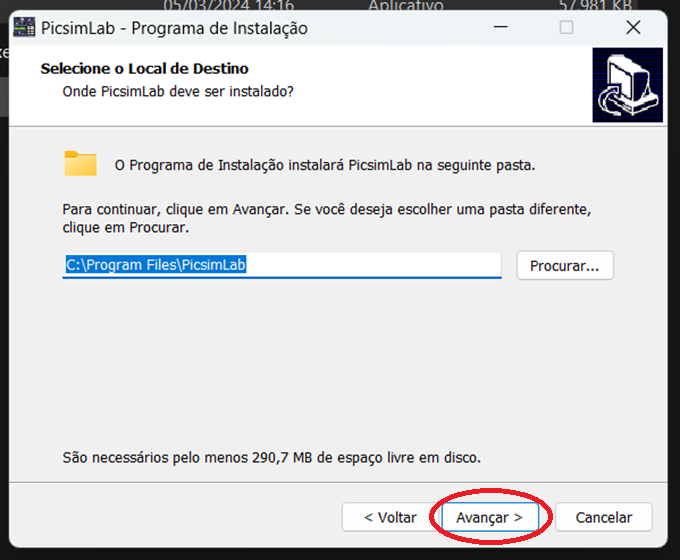 05/03/2024 14:16 Aplicativo 57.981 KB
PicsimLab - Programa de Instalação
Selecione o Local de Destino
Onde PicsimLab deve ser instalado?
O Programa de Instalação instalará PicsimLab na seguinte pasta.
Para continuar, clique em Avançar. Se você deseja escolher uma pasta diferente,
clique em Procurar.
C:\Program Files\PicsimLab
Procurar...
São necessários pelo menos 290,7 MB de espaço livre em disco.
< Voltar
Avançar >
Cancelar